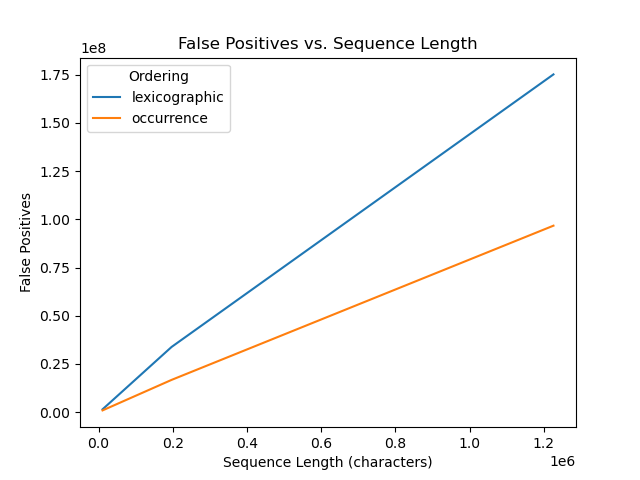 False Positives vs. Sequence Length
1e8
Ordering
lexicographic
occurrence
False Positives
1.75
1.50
1.25
1.00
0.75
0.50
0.25
0.00
0.0 0.2 0.4 0.6 0.8 1.0 1.2
1e6
Sequence Length (characters)